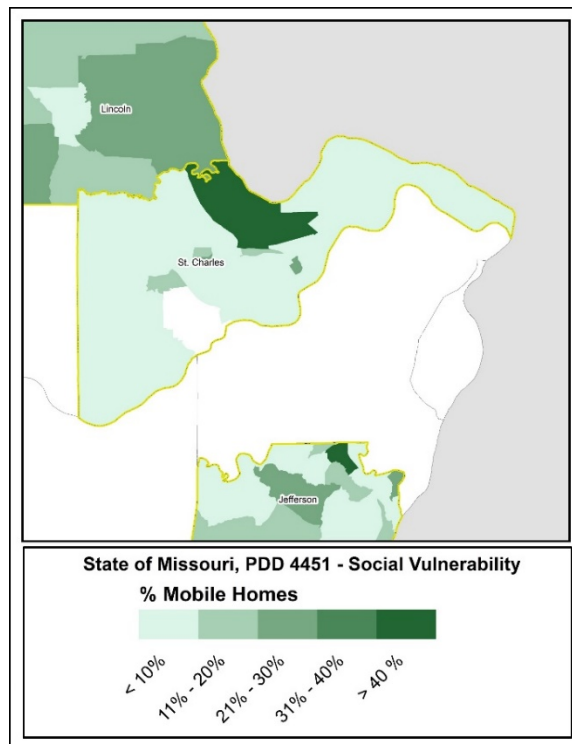 Lincoln
St. Charles
Jefferson
State of Missouri, PDD 4451 - Social Vulnerability
% Mobile Homes
< 10%
11% - 20%
21% - 30%
31% - 40%
> 40 %